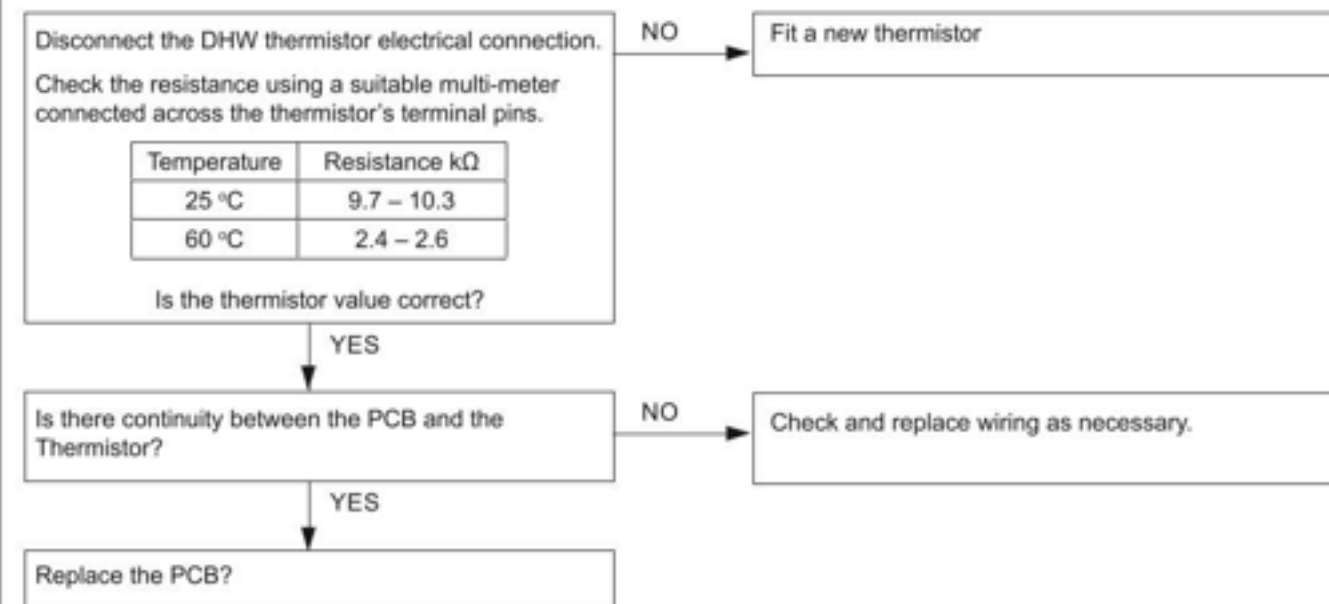 Disconnect the DHW thermistor electrical connection.
NO
Fit a new thermistor
Check the resistance using a suitable multi-meter
connected across the thermistor's terminal pins.
Temperature Resistance kΩ
25 ºC 9.7 – 10.3
60 ºC 2.4 – 2.6
Is the thermistor value correct?
YES
Is there continuity between the PCB and the
Thermistor?
NO
Check and replace wiring as necessary.
YES
Replace the PCB?